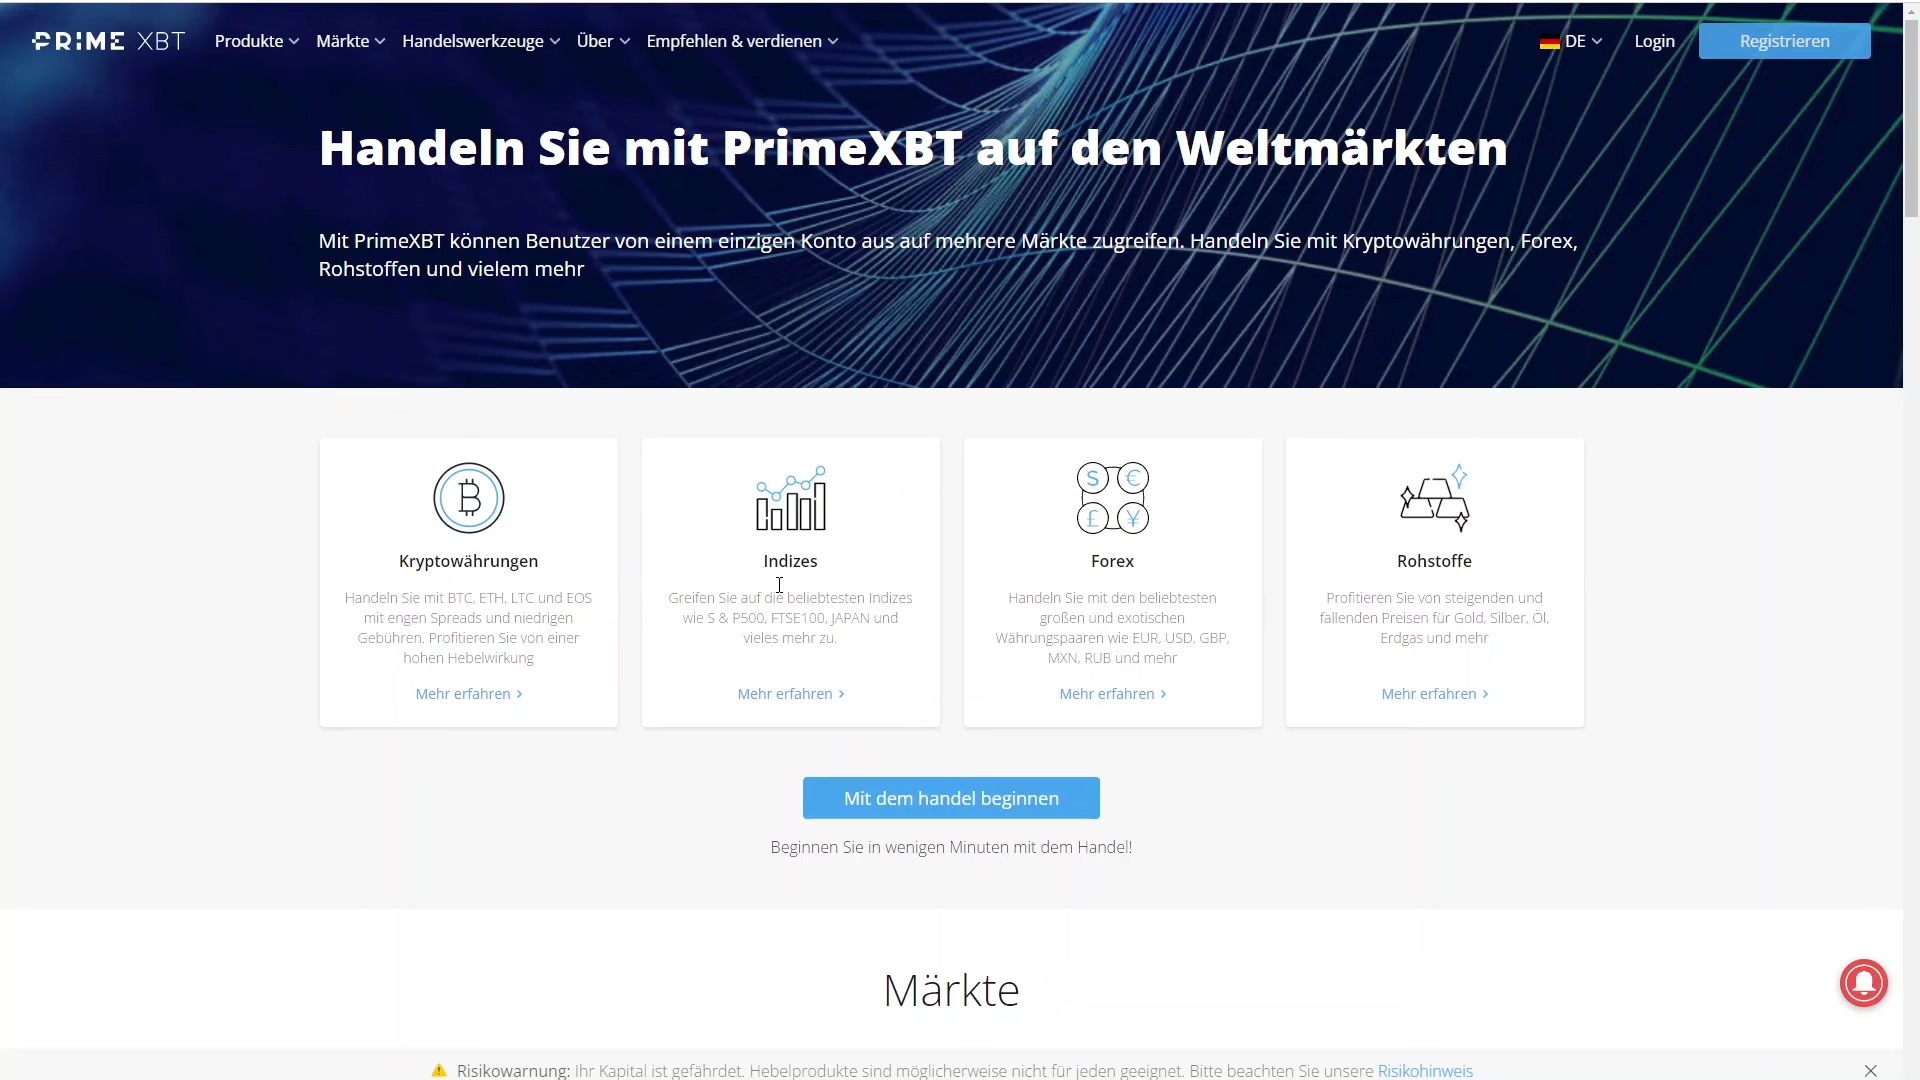 PRIME XBT
Produkte
Märkte
Handelswerkzeuge
Über
Empfehlen & verdienen
DE
Login
Registrieren
Handeln Sie mit PrimeXBT auf den Weltmärkten
Mit PrimeXBT können Benutzer von einem einzigen Konto aus auf mehrere Märkte zugreifen. Handeln Sie mit Kryptowährungen, Forex,
Rohstoffen und vielem mehr
Kryptowährungen
Handeln Sie mit BTC, ETH, LTC und EOS
mit engen Spreads und niedrigen
Gebühren. Profitieren Sie von einer
hohen Hebelwirkung
Mehr erfahren
Indizes
Greifen Sie auf die beliebtesten Indizes
wie S & P500, FTSE100, JAPAN und
vieles mehr zu.
Mehr erfahren
Forex
Handeln Sie mit den beliebtesten
großen und exotischen
Währungspaaren wie EUR, USD, GBP,
MXN, RUB und mehr
Mehr erfahren
Rohstoffe
Profitieren Sie von steigenden und
fallenden Preisen für Gold, Silber, Öl,
Erdgas und mehr
Mehr erfahren
Mit dem handel beginnen
Beginnen Sie in wenigen Minuten mit dem Handel!
Märkte
Risikowarnung: Ihr Kapital ist gefährdet. Hebelprodukte sind möglicherweise nicht für jeden geeignet. Bitte beachten Sie unsere Risikohinweis